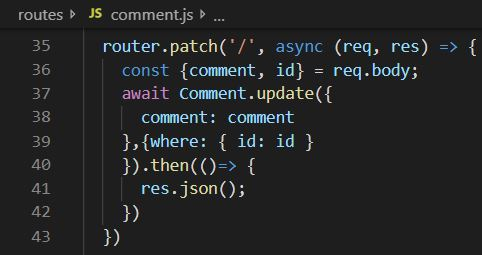 routes > JS comment.js > ...
35 router.patch('/', async (req, res) => {
36 const {comment, id} = req.body;
37 await Comment.update({
38 comment: comment
39 },{where: { id: id }
40 }).then(()=> {
41 res.json();
42 })
43 })